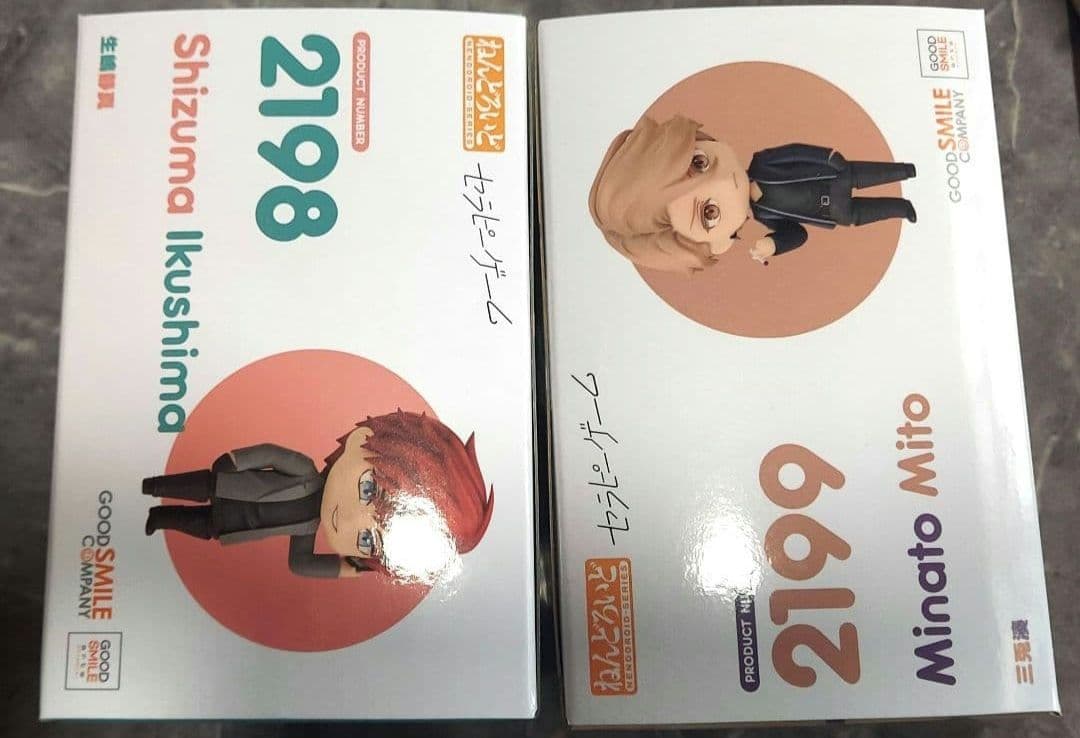 ねんどろいど
NENDOROID SERIES
セラピーゲーム
PRODUCT NUMBER
2198
Shizuma Ikushima
生嶋静真
GOOD SMILE COMPANY
GOOD
SMILE
GOOD SMILE COMPANY
GOOD
SMILE
セラピーゲーム
ねんどろいど
NENDOROID SERIES
PRODUCT
2199
Minato Mito
三兎湊